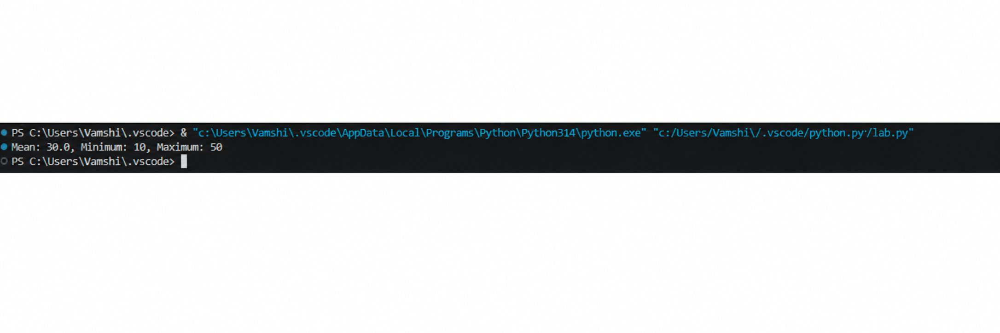 PS C:\Users\Vamshi\.vscode> & "c:\Users\Vamshi\.vscode\AppData\Local\Programs\Python\Python314\python.exe" "c:/Users/Vamshi\/.vscode/python.py'/lab.py"
Mean: 30.0, Minimum: 10, Maximum: 50
PS C:\Users\Vamshi\.vscode>